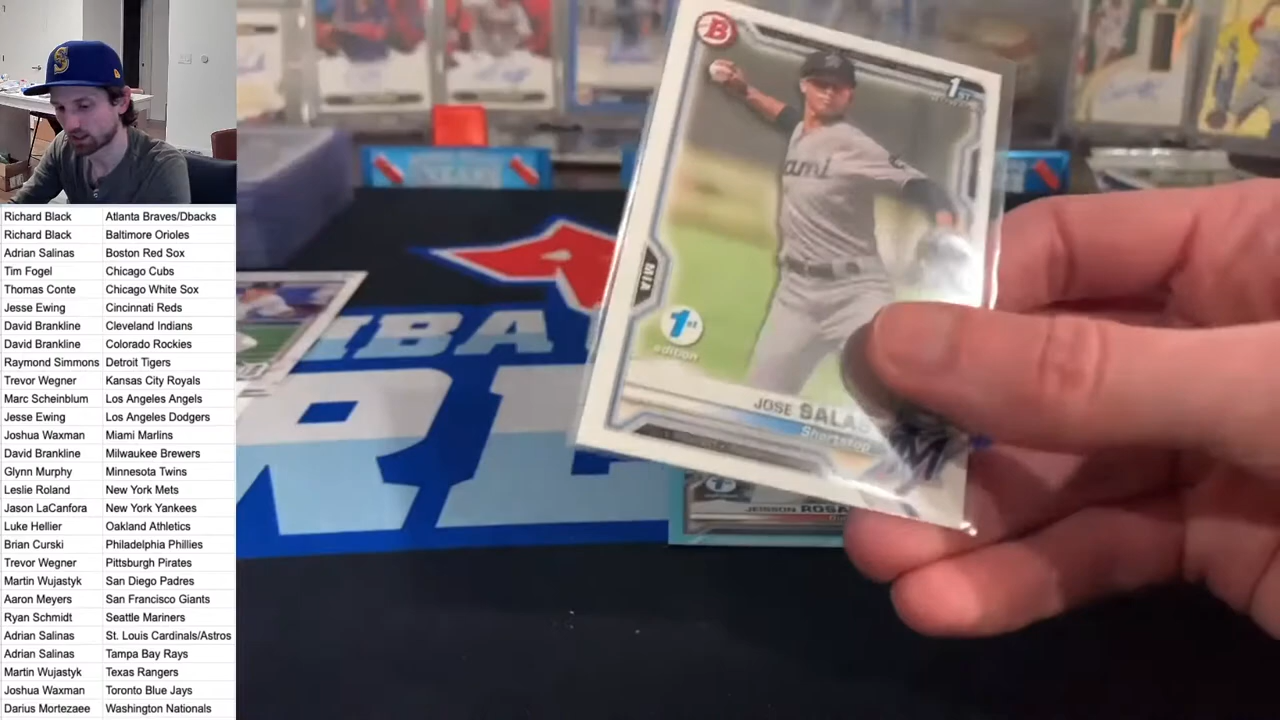 Richard Black Atlanta Braves/Dbacks
Richard Black Baltimore Orioles
Adrian Salinas Boston Red Sox
Tim Fogel Chicago Cubs
Thomas Conte Chicago White Sox
Jesse Ewing Cincinnati Reds
David Brankline Cleveland Indians
David Brankline Colorado Rockies
Raymond Simmons Detroit Tigers
Trevor Wegner Kansas City Royals
Marc Scheinblum Los Angeles Angels
Jesse Ewing Los Angeles Dodgers
Joshua Waxman Miami Marlins
David Brankline Milwaukee Brewers
Glynn Murphy Minnesota Twins
Leslie Roland New York Mets
Jason LaCanfora New York Yankees
Luke Hellier Oakland Athletics
Brian Curski Philadelphia Phillies
Trevor Wegner Pittsburgh Pirates
Martin Wujastyk San Diego Padres
Aaron Meyers San Francisco Giants
Ryan Schmidt Seattle Mariners
Adrian Salinas St. Louis Cardinals/Astros
Adrian Salinas Tampa Bay Rays
Martin Wujastyk Texas Rangers
Joshua Waxman Toronto Blue Jays
Darius Mortezaee Washington Nationals
B
1ST
ami
MIA
1st
edition
JOSE SALAS
Shortstop
M
JEISSON ROSA
S